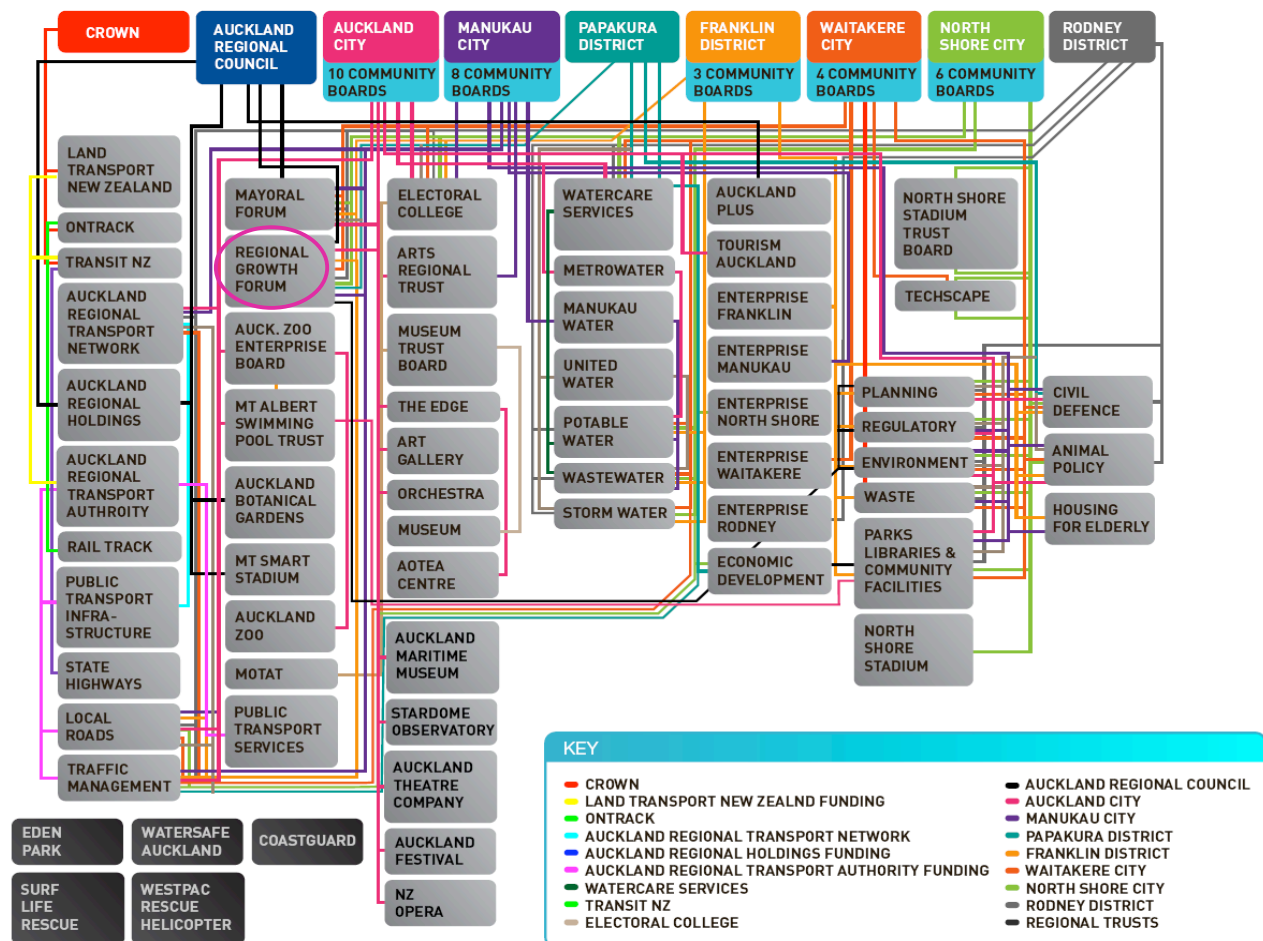 CROWN
AUCKLAND
REGIONAL
COUNCIL
AUCKLAND
CITY
10 COMMUNITY
BOARDS
MANUKAU
CITY
8 COMMUNITY
BOARDS
PAPAKURA
DISTRICT
FRANKLIN
DISTRICT
3 COMMUNITY
BOARDS
WAITAKERE
CITY
4 COMMUNITY
BOARDS
NORTH
SHORE CITY
6 COMMUNITY
BOARDS
RODNEY
DISTRICT
LAND
TRANSPORT
NEW ZEALAND
ONTRACK
TRANSIT NZ
AUCKLAND
REGIONAL
TRANSPORT
NETWORK
AUCKLAND
REGIONAL
HOLDINGS
AUCKLAND
REGIONAL
TRANSPORT
AUTHROITY
RAIL TRACK
PUBLIC
TRANSPORT
INFRA-
STRUCTURE
STATE
HIGHWAYS
LOCAL
ROADS
TRAFFIC
MANAGEMENT
MAYORAL
FORUM
REGIONAL
GROWTH
FORUM
AUCK. ZOO
ENTERPRISE
BOARD
MT ALBERT
SWIMMING
POOL TRUST
AUCKLAND
BOTANICAL
GARDENS
MT SMART
STADIUM
AUCKLAND
ZOO
MOTAT
PUBLIC
TRANSPORT
SERVICES
ELECTORAL
COLLEGE
ARTS
REGIONAL
TRUST
MUSEUM
TRUST
BOARD
THE EDGE
ART
GALLERY
ORCHESTRA
MUSEUM
AOTEA
CENTRE
AUCKLAND
MARITIME
MUSEUM
STARDOME
OBSERVATORY
AUCKLAND
THEATRE
COMPANY
AUCKLAND
FESTIVAL
NZ
OPERA
WATERCARE
SERVICES
METROWATER
MANUKAU
WATER
UNITED
WATER
POTABLE
WATER
WASTEWATER
STORM WATER
AUCKLAND
PLUS
TOURISM
AUCKLAND
ENTERPRISE
FRANKLIN
ENTERPRISE
MANUKAU
ENTERPRISE
NORTH SHORE
ENTERPRISE
WAITAKERE
ENTERPRISE
RODNEY
ECONOMIC
DEVELOPMENT
NORTH SHORE
STADIUM
TRUST
BOARD
TECHSCAPE
PLANNING
REGULATORY
ENVIRONMENT
WASTE
PARKS
LIBRARIES &
COMMUNITY
FACILITIES
NORTH
SHORE
STADIUM
CIVIL
DEFENCE
ANIMAL
POLICY
HOUSING
FOR ELDERLY
EDEN
PARK
WATERSAFE
AUCKLAND
COASTGUARD
SURF
LIFE
RESCUE
WESTPAC
RESCUE
HELICOPTER
KEY
CROWN
LAND TRANSPORT NEW ZEALND FUNDING
ONTRACK
AUCKLAND REGIONAL TRANSPORT NETWORK
AUCKLAND REGIONAL HOLDINGS FUNDING
AUCKLAND REGIONAL TRANSPORT AUTHORITY FUNDING
WATERCARE SERVICES
TRANSIT NZ
ELECTORAL COLLEGE
AUCKLAND REGIONAL COUNCIL
AUCKLAND CITY
MANUKAU CITY
PAPAKURA DISTRICT
FRANKLIN DISTRICT
WAITAKERE CITY
NORTH SHORE CITY
RODNEY DISTRICT
REGIONAL TRUSTS